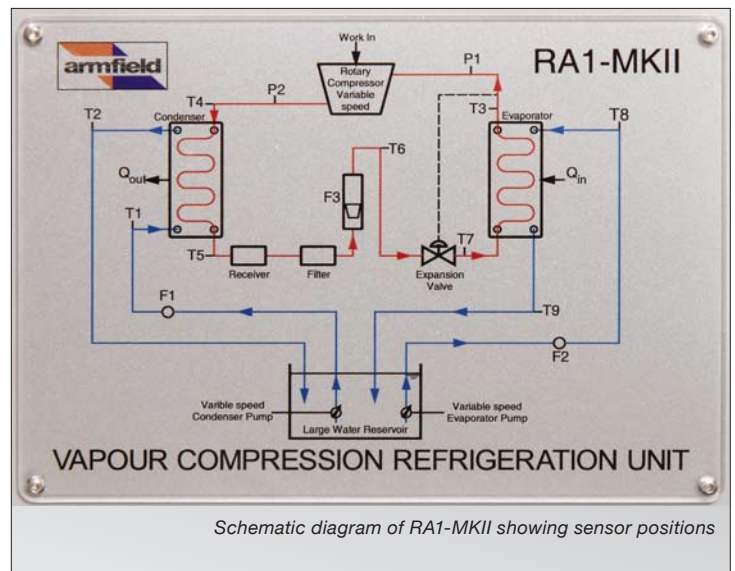 armfield
RA1-MKII
Work In
Rotary
Compressor
Variable
speed
P1
P2
T4
T2
Condenser
T3
Evaporator
T8
T6
Qout
Qin
F3
T1
T5
T7
Receiver
Filter
Expansion
Valve
F1
T9
F2
Varible speed
Condenser Pump
Variable speed
Evaporator Pump
Large Water Reservoir
VAPOUR COMPRESSION REFRIGERATION UNIT
Schematic diagram of RA1-MKII showing sensor positions